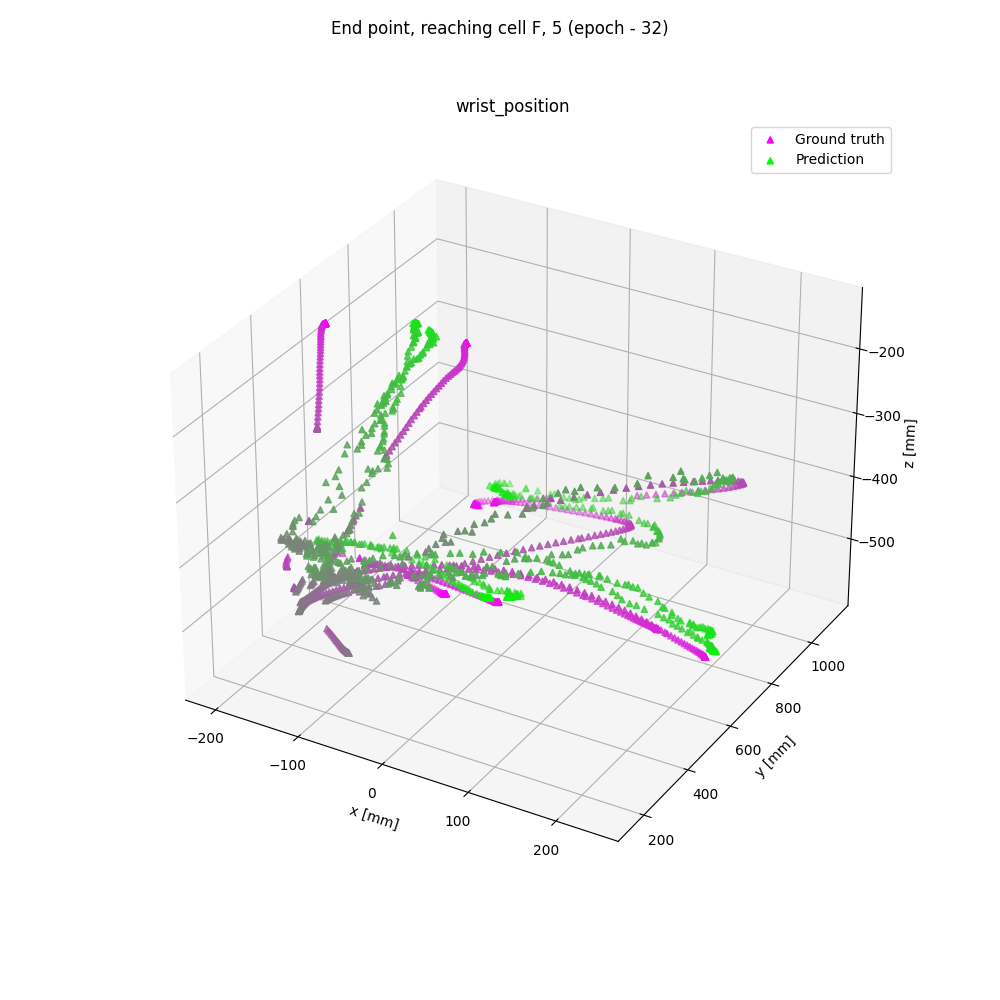 End point, reaching cell F, 5 (epoch - 32)
wrist_position
Ground truth
Prediction
−200
−300
−400
−500
z [mm]
1000
800
600
400
200
y [mm]
−200
−100
0
100
200
x [mm]